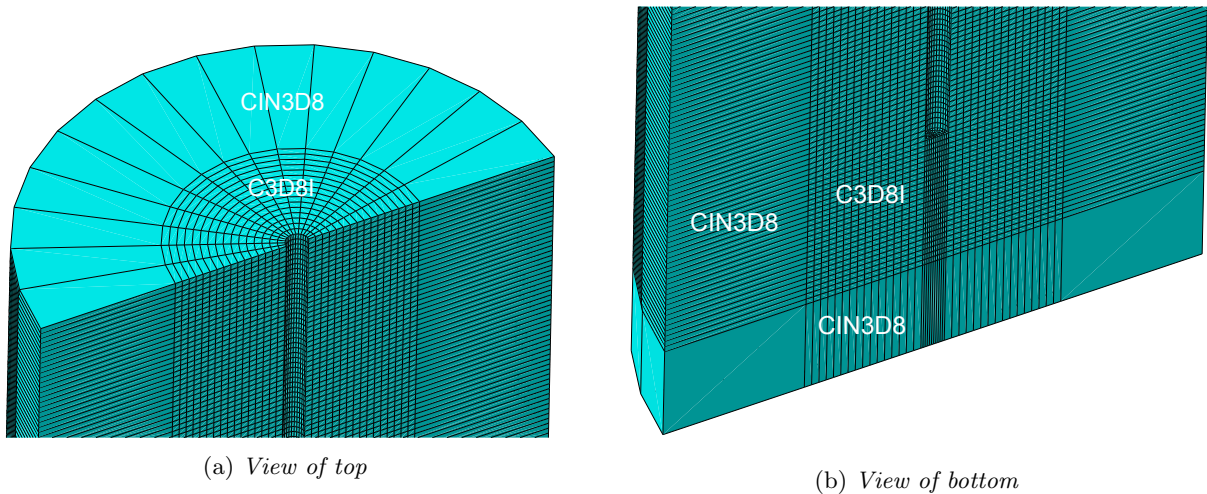 CIN3D8
C3D8I
(a) View of top
C3D8I
CIN3D8
CIN3D8
(b) View of bottom